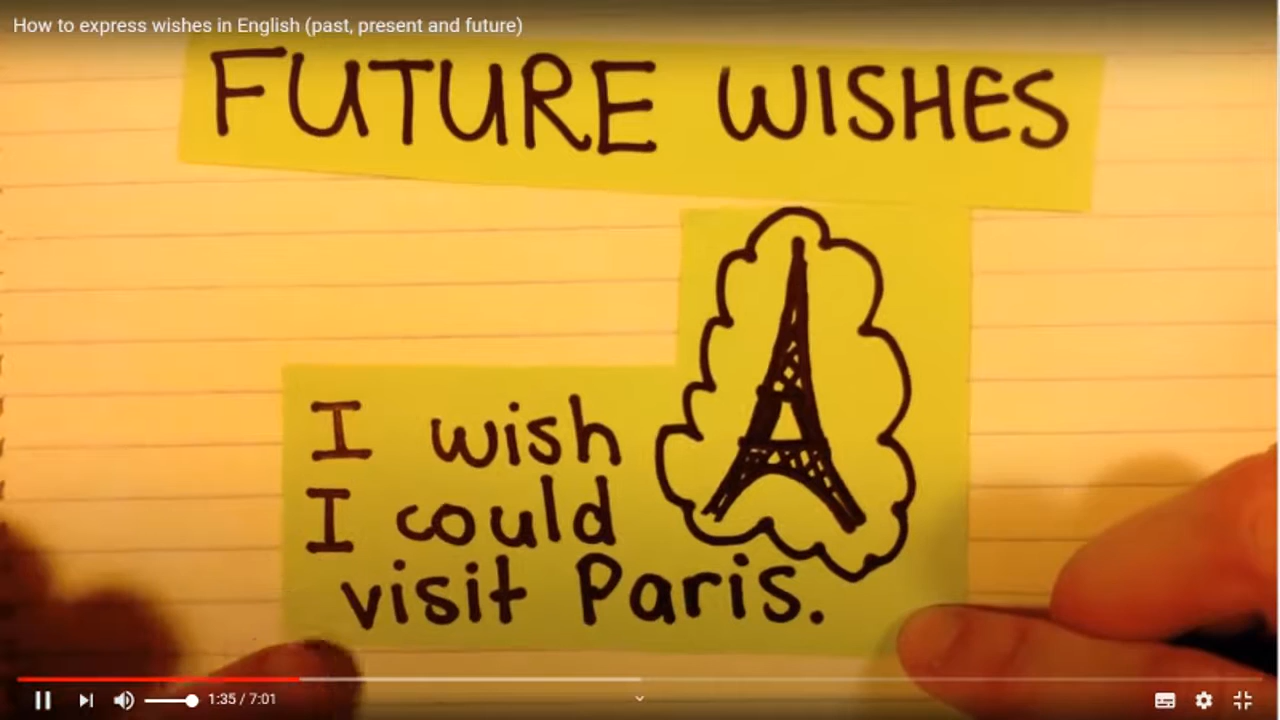 How to express wishes in English (past, present and future)
FUTURE WISHES
I wish
I could
visit Paris.
1:35 / 7:01